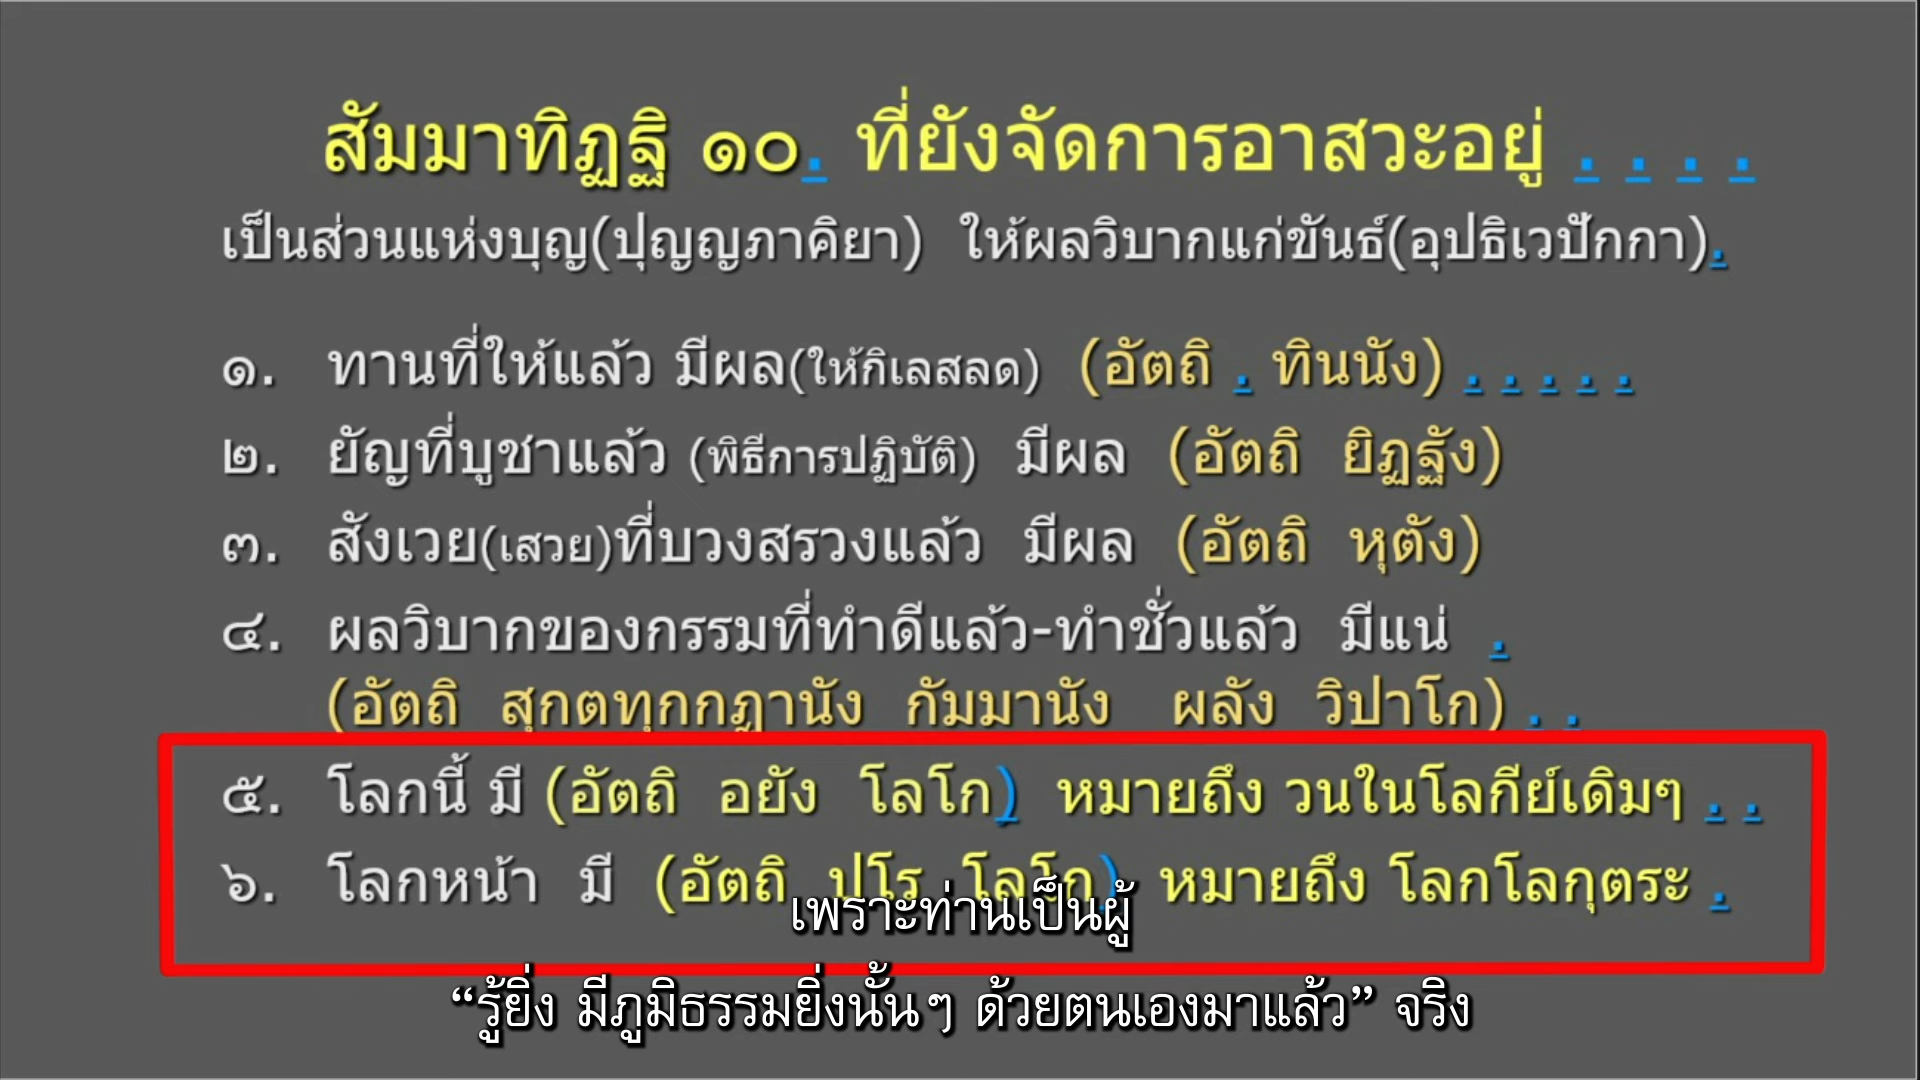 สัมมาทิฏฐิ ๑๐. ที่ยังจัดการอาสวะอยู่ . . . .
เป็นส่วนแห่งบุญ(ปุญญภาคิยา) ให้ผลวิบากแก่ขันธ์(อุปธิเวปักกา).
๑. ทานที่ให้แล้ว มีผล(ให้กิเลสลด) (อัตถิ . ทินนัง) . . . . .
๒. ยัญที่บูชาแล้ว (พิธีการปฏิบัติ) มีผล (อัตถิ ยิฏฐัง)
๓. สังเวย(เสวย)ที่บวงสรวงแล้ว มีผล (อัตถิ หุตัง)
๔. ผลวิบากของกรรมที่ทำดีแล้ว-ทำชั่วแล้ว มีแน่ .
(อัตถิ สุกตทุกกฏานัง กัมมานัง ผลัง วิปาโก) . .
๕. โลกนี้ มี (อัตถิ อยัง โลโก) หมายถึง วนในโลกีย์เดิมๆ . .
๖. โลกหน้า มี (อัตถิ ปโร โลโก) หมายถึง โลกโลกุตระ .
เพราะท่านเป็นผู้
“รู้ยิ่ง มีภูมิธรรมยิ่งนั้นๆ ด้วยตนเองมาแล้ว” จริง